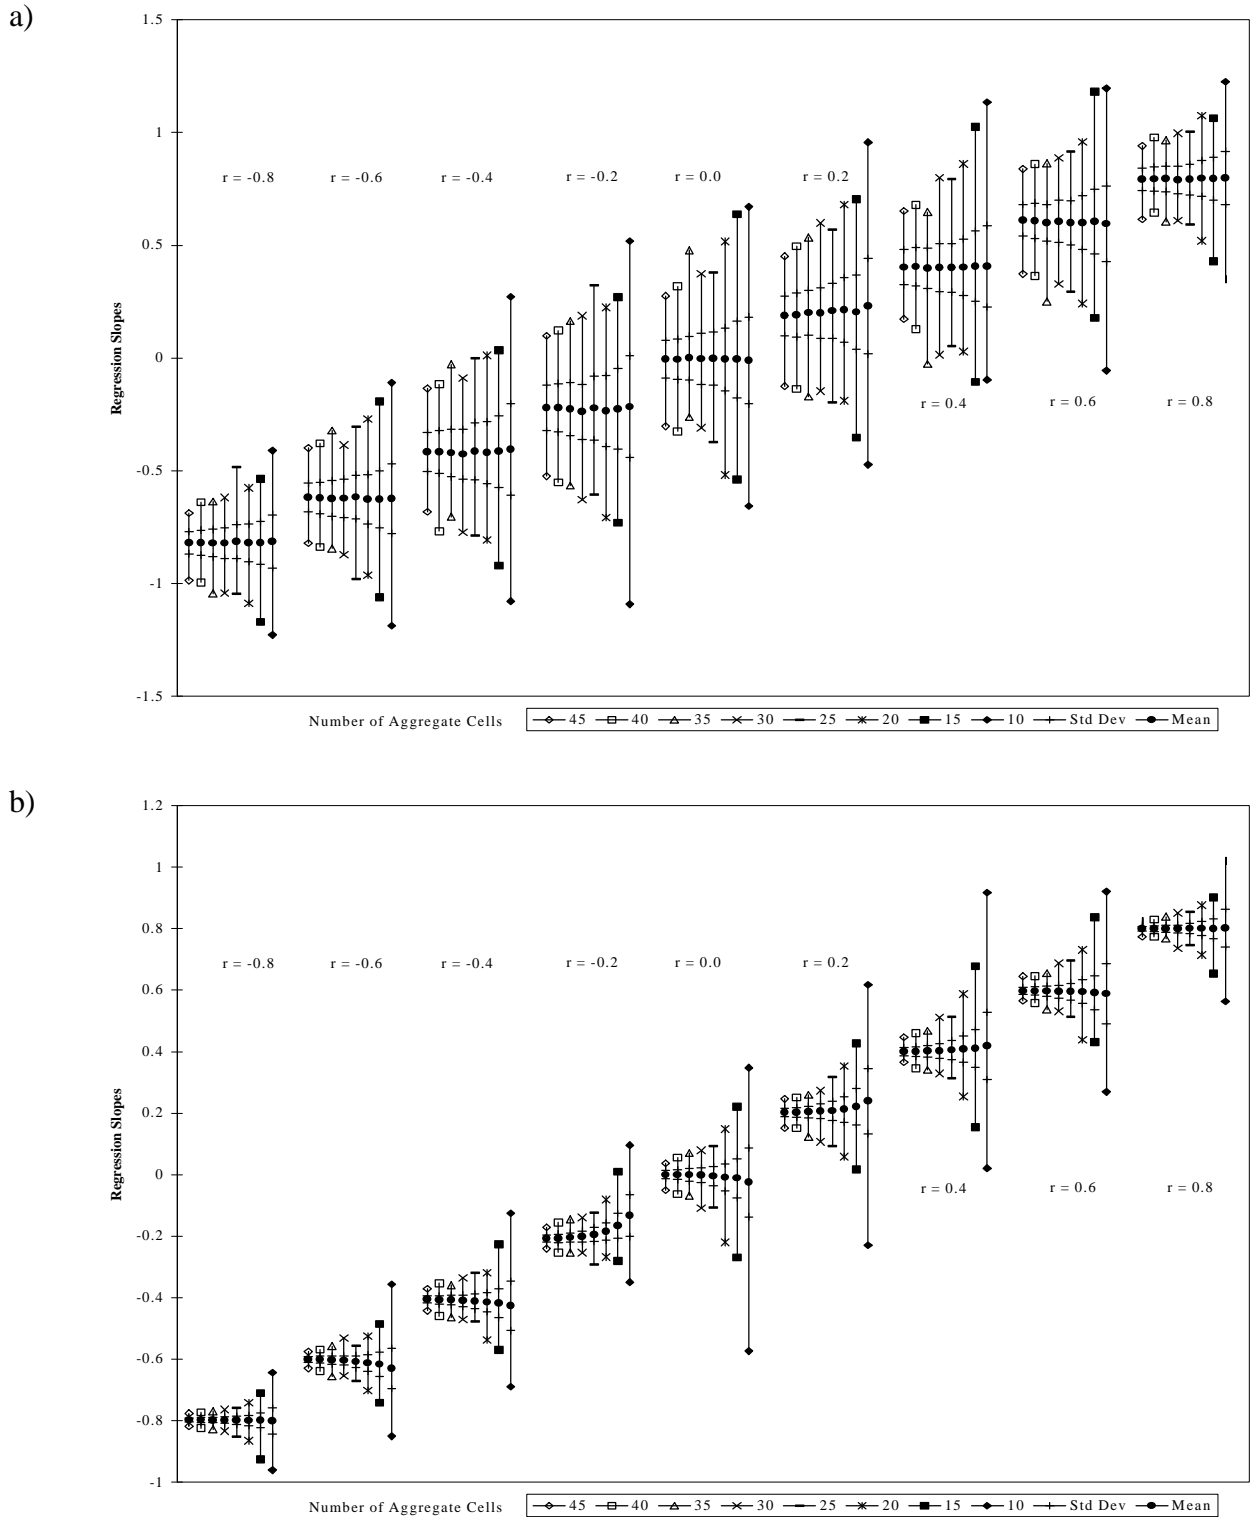 a)
1.5
1
0.5
0
-0.5
-1
-1.5
Regression Slopes
r = -0.8
r = -0.6
r = -0.4
r = -0.2
r = 0.0
r = 0.2
r = 0.4
r = 0.6
r = 0.8
Number of Aggregate Cells 45 40 35 30 25 20 15 10 Std Dev Mean
b)
1.2
1
0.8
0.6
0.4
0.2
0
-0.2
-0.4
-0.6
-0.8
-1
Regression Slopes
r = -0.8
r = -0.6
r = -0.4
r = -0.2
r = 0.0
r = 0.2
r = 0.4
r = 0.6
r = 0.8
Number of Aggregate Cells 45 40 35 30 25 20 15 10 Std Dev Mean